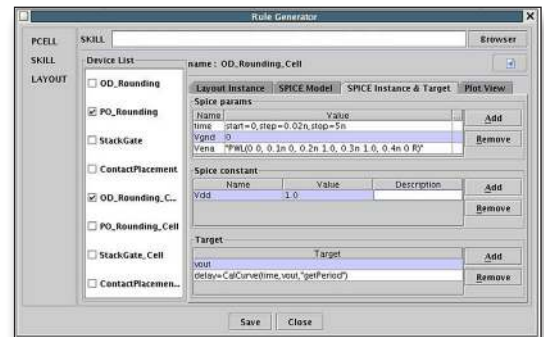 Rule Generator
PCELL
SKILL
LAYOUT
SKILL
Browser
Device List
OD_Rounding
PO_Rounding
StackGate
ContactPlacement
OD_Rounding_C...
PO_Rounding_Cell
StackGate_Cell
ContactPlacemen...
name : OD_Rounding_Cell
Layout Instance SPICE Model SPICE Instance & Target Plot View
Spice params
Name Value ...
time start=0,step=0.02n,stop=5n
Vgnd 0
Vena "PWL(0 0, 0.1n 0, 0.2n 1.0, 0.3n 1.0, 0.4n 0 R)"
Add
Remove
Spice constant
Name Value Description
Vdd 1.0
Add
Remove
Target
Target
vout
delay=CalCurve(time,vout,"getPeriod")
Add
Remove
Save Close